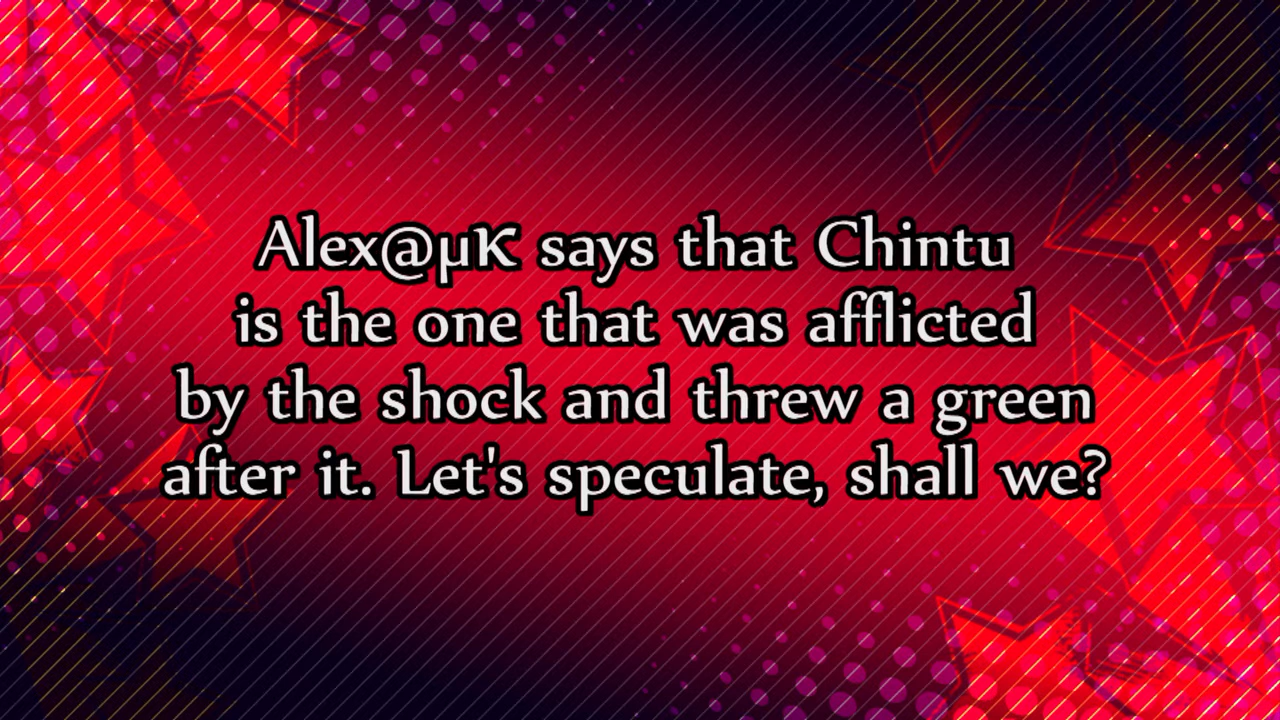 Alex@μK says that Chintu
is the one that was afflicted
by the shock and threw a green
after it. Let's speculate, shall we?